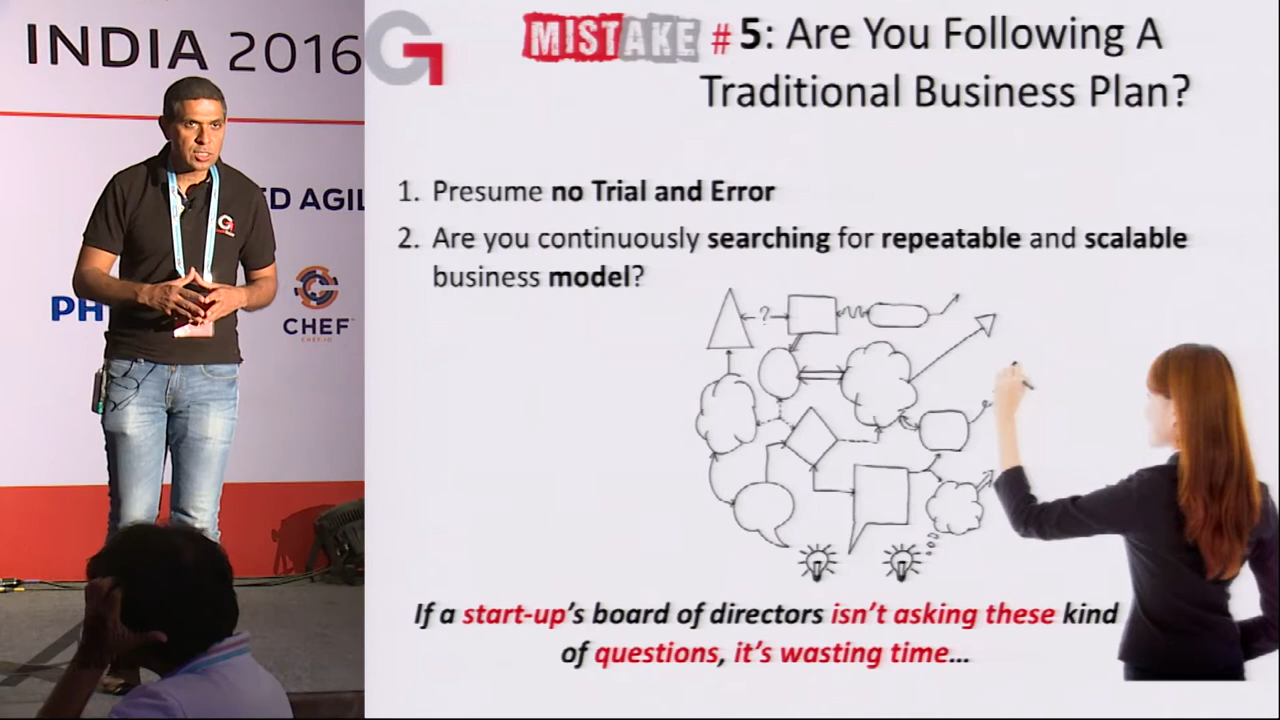 INDIA 2016
ED AGIL
PH
CHEF
CHEF.IO
G
MISTAKE # 5: Are You Following A
Traditional Business Plan?
1. Presume no Trial and Error
2. Are you continuously searching for repeatable and scalable
business model?
?
If a start-up's board of directors isn't asking these kind
of questions, it's wasting time...